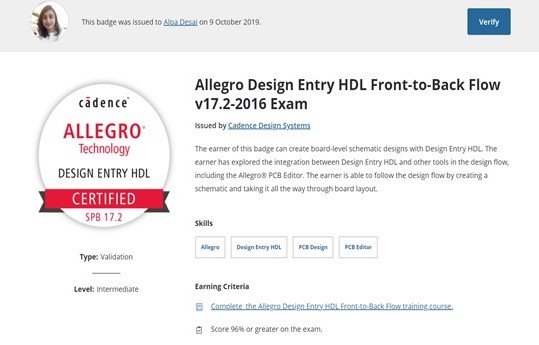 This badge was issued to Alpa Desai on 9 October 2019.
Verify
cādence®
ALLEGRO®
Technology
DESIGN ENTRY HDL
CERTIFIED
SPB 17.2
Type: Validation
Level: Intermediate
Allegro Design Entry HDL Front-to-Back Flow
v17.2-2016 Exam
Issued by Cadence Design Systems
The earner of this badge can create board-level schematic designs with Design Entry HDL. The
earner has explored the integration between Design Entry HDL and other tools in the design flow,
including the Allegro® PCB Editor. The earner is able to follow the design flow by creating a
schematic and taking it all the way through board layout.
Skills
Allegro
Design Entry HDL
PCB Design
PCB Editor
Earning Criteria
Complete the Allegro Design Entry HDL Front-to-Back Flow training course.
Score 96% or greater on the exam.